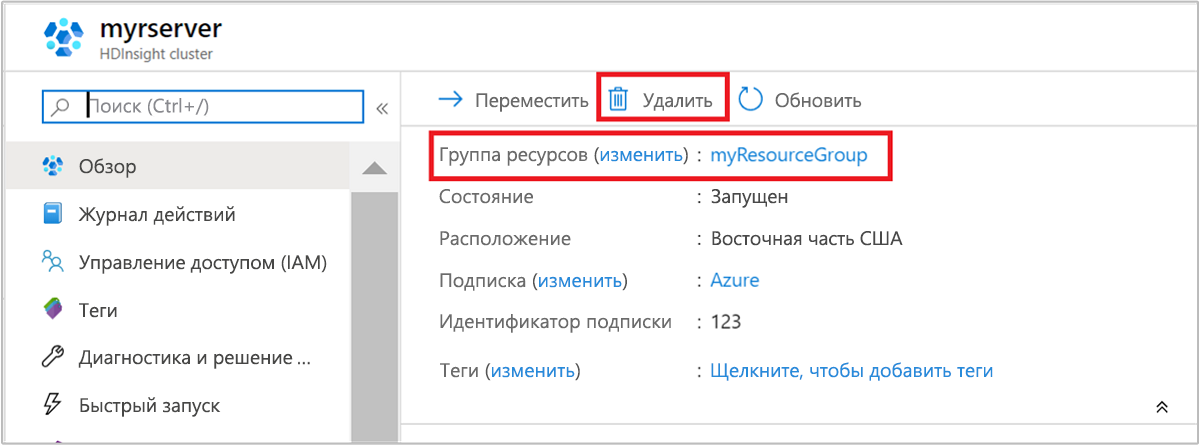 myrserver
HDInsight cluster
Поиск (Ctrl+/)
Обзор
Журнал действий
Управление доступом (IAM)
Теги
Диагностика и решение ...
Быстрый запуск
Переместить Удалить Обновить
Группа ресурсов (изменить) : myResourceGroup
Состояние : Запущен
Расположение : Восточная часть США
Подписка (изменить) : Azure
Идентификатор подписки : 123
Теги (изменить) : Щелкните, чтобы добавить теги